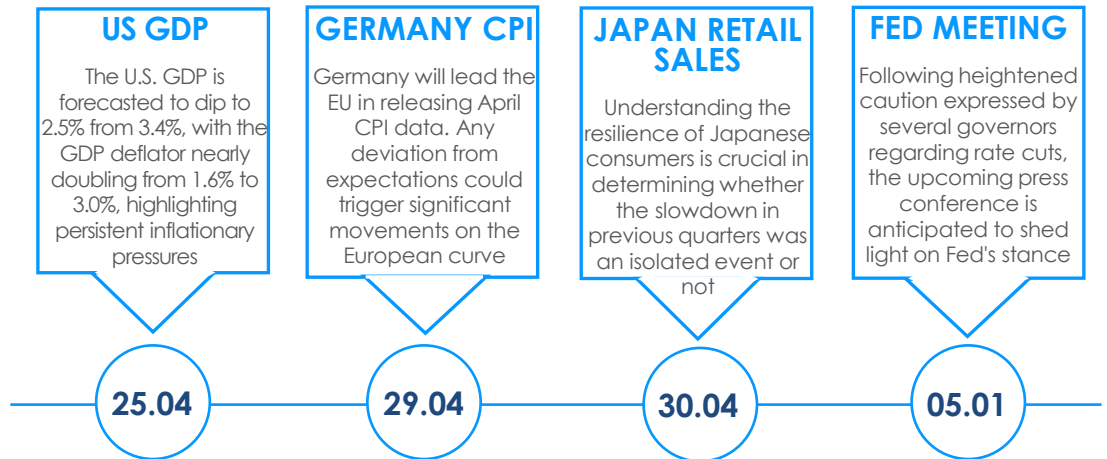 US GDP
The U.S. GDP is
forecasted to dip to
2.5% from 3.4%, with the
GDP deflator nearly
doubling from 1.6% to
3.0%, highlighting
persistent inflationary
pressures
25.04
GERMANY CPI
Germany will lead the
EU in releasing April
CPI data. Any
deviation from
expectations could
trigger significant
movements on the
European curve
29.04
JAPAN RETAIL
SALES
Understanding the
resilience of Japanese
consumers is crucial in
determining whether
the slowdown in
previous quarters was
an isolated event or
not
30.04
FED MEETING
Following heightened
caution expressed by
several governors
regarding rate cuts,
the upcoming press
conference is
anticipated to shed
light on Fed's stance
05.01